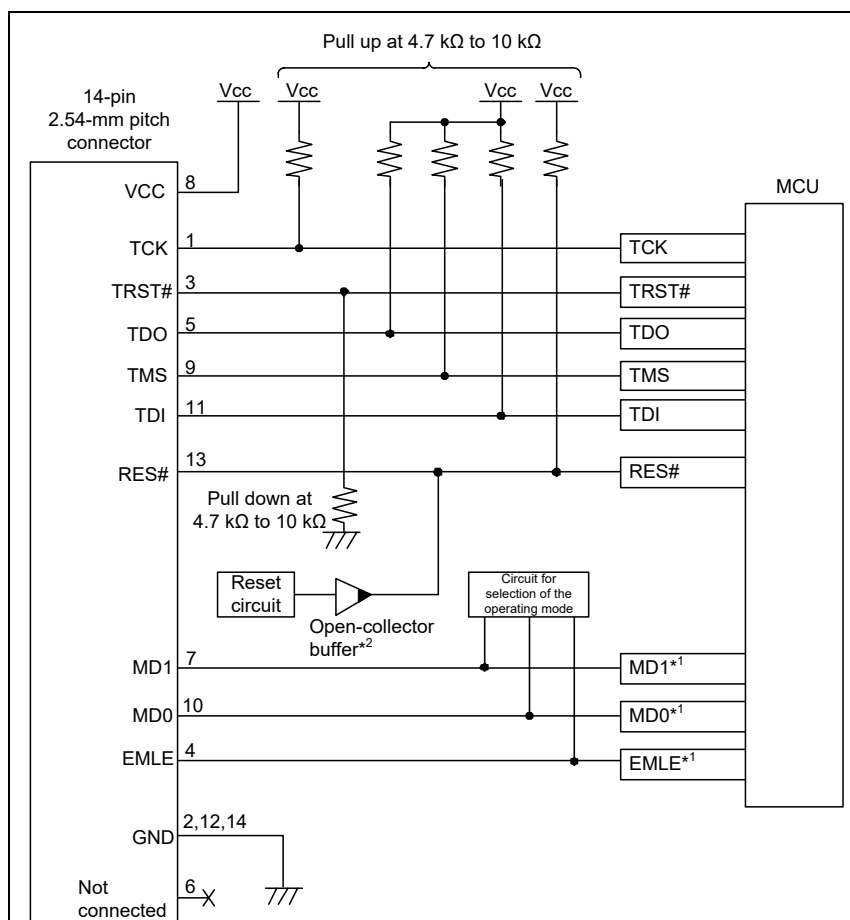 Pull up at 4.7 kΩ to 10 kΩ
14-pin
2.54-mm pitch
connector
Vcc
Vcc
Vcc
Vcc
MCU
VCC
8
TCK
1
TCK
TRST#
3
TRST#
TDO
5
TDO
TMS
9
TMS
TDI
11
TDI
RES#
13
RES#
Pull down at
4.7 kΩ to 10 kΩ
Reset
circuit
Open-collector
buffer*2
Circuit for
selection of the
operating mode
MD1
7
MD1*1
MD0
10
MD0*1
EMLE
4
EMLE*1
GND
2,12,14
Not
connected
6